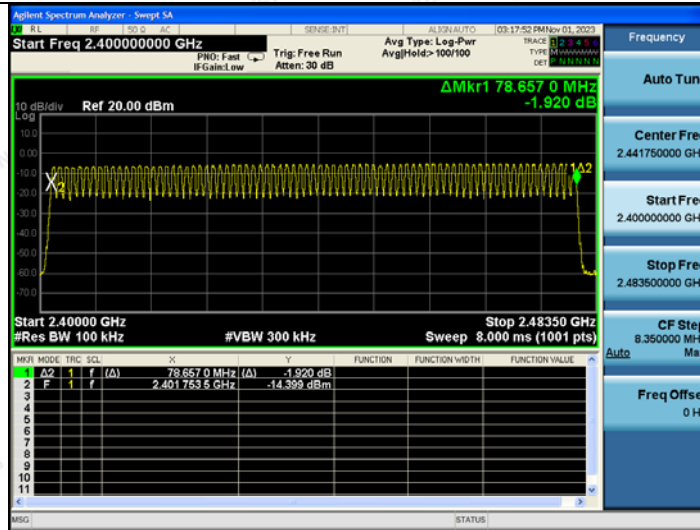 Agilent Spectrum Analyzer - Swept SA
RL RF 50 Ω AC SENSE:INT ALIGN AUTO 03:17:52 PM Nov 01, 2023
Start Freq 2.400000000 GHz
PNO: Fast
IFGain:Low
Trig: Free Run
Atten: 30 dB
Avg Type: Log-Pwr
Avg|Hold:> 100/100
TRACE 1 2 3 4 5 6
TYPE M
DET P N N N N N
ΔMkr1 78.657 0 MHz
-1.920 dB
10 dB/div Ref 20.00 dBm
Log
10.0
0.00
-10.0
-20.0
-30.0
-40.0
-50.0
-60.0
-70.0
2
1Δ2
Start 2.40000 GHz Stop 2.48350 GHz
#Res BW 100 kHz #VBW 300 kHz Sweep 8.000 ms (1001 pts)
MKR MODE TRC SCL X Y FUNCTION FUNCTION WIDTH FUNCTION VALUE
1 Δ2 1 f (Δ) 78.657 0 MHz (Δ) -1.920 dB
2 F 1 f 2.401 753 5 GHz -14.399 dBm
3
4
5
6
7
8
9
10
11
MSG STATUS
Frequency
Auto Tun
Center Fre
2.441750000 GH
Start Fre
2.400000000 GH
Stop Fre
2.483500000 GH
CF Step
8.350000 MH
Auto Ma
Freq Offse
0 H